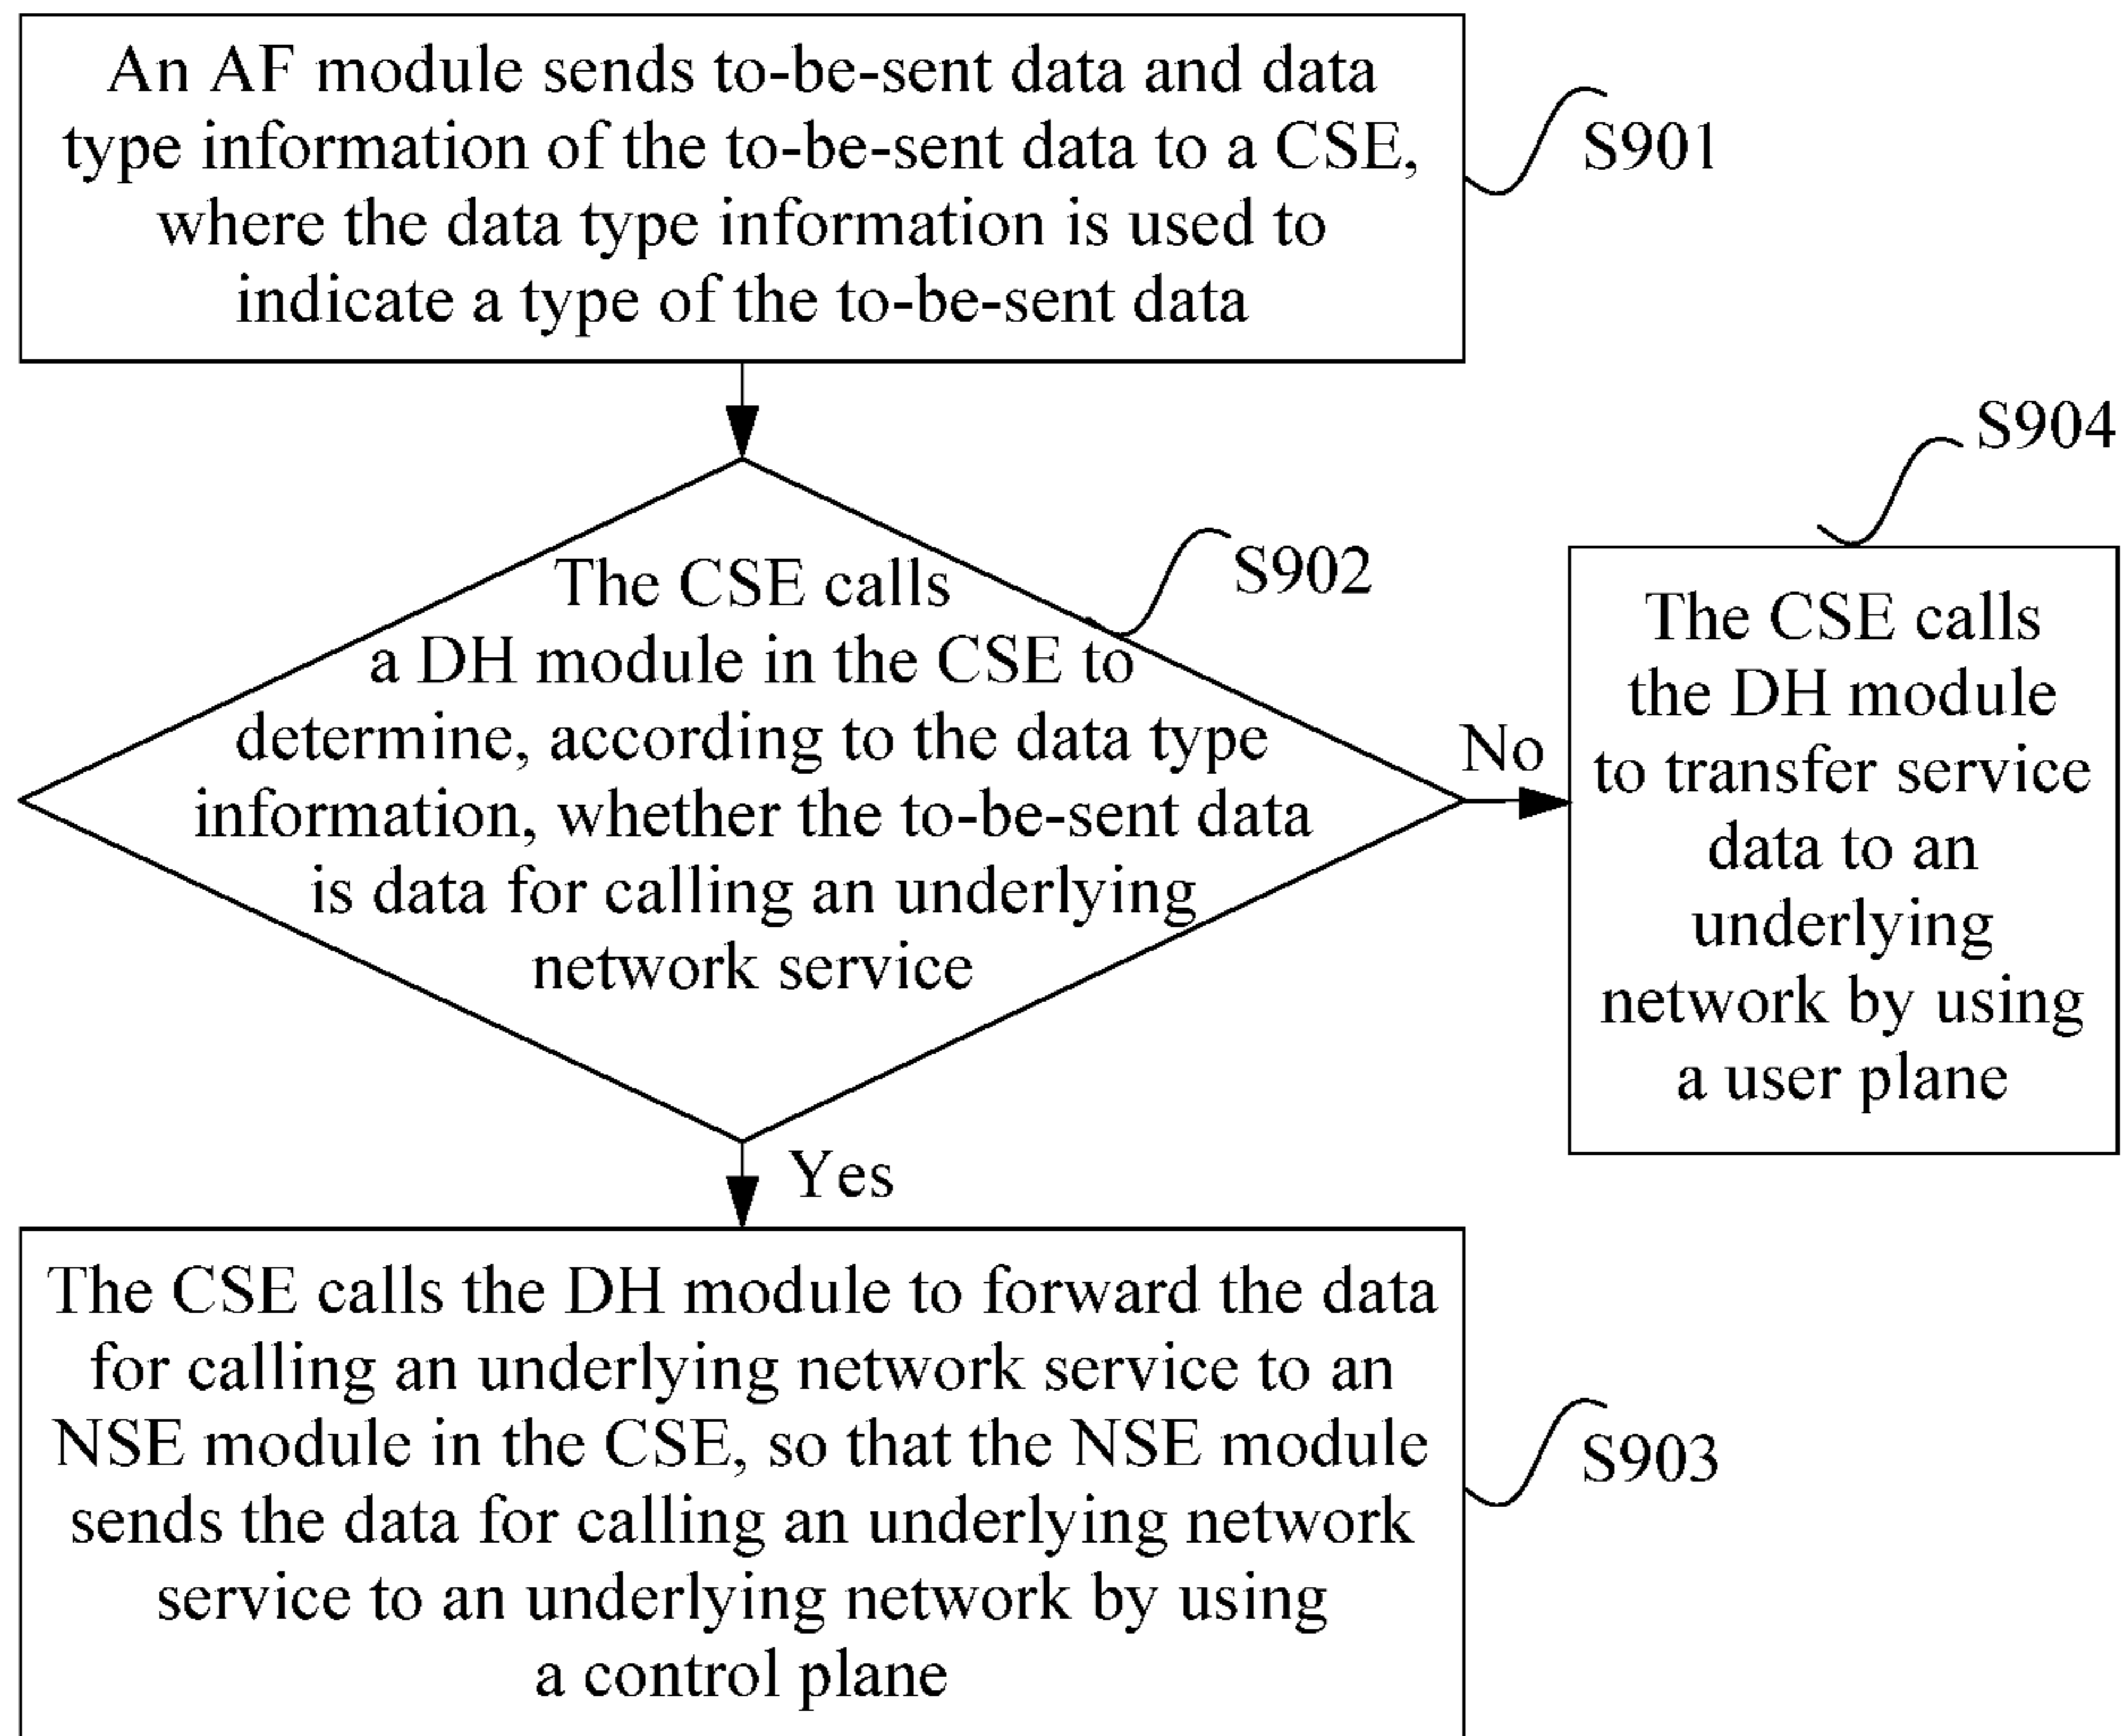 An AF module sends to-be-sent data and data
type information of the to-be-sent data to a CSE,
where the data type information is used to
indicate a type of the to-be-sent data
S901
The CSE calls
a DH module in the CSE to
determine, according to the data type
information, whether the to-be-sent data
is data for calling an underlying
network service
S902
No
S904
The CSE calls
the DH module
to transfer service
data to an
underlying
network by using
a user plane
Yes
The CSE calls the DH module to forward the data
for calling an underlying network service to an
NSE module in the CSE, so that the NSE module
sends the data for calling an underlying network
service to an underlying network by using
a control plane
S903